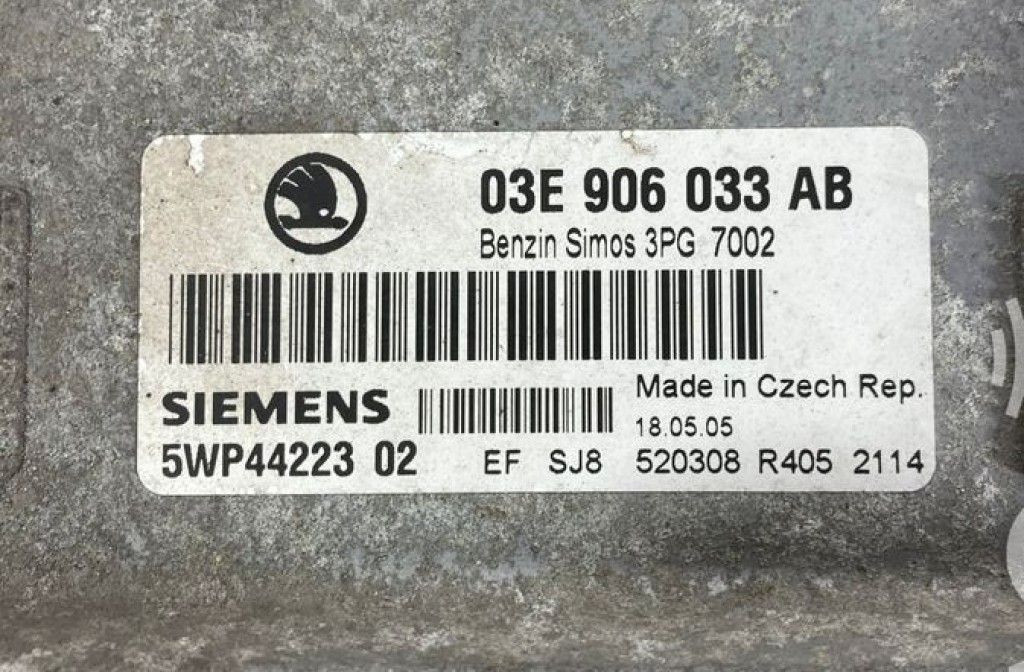 03E 906 033 AB
Benzin Simos 3PG 7002
SIEMENS
Made in Czech Rep.
18.05.05
5WP44223 02 EF SJ8 520308 R405 2114